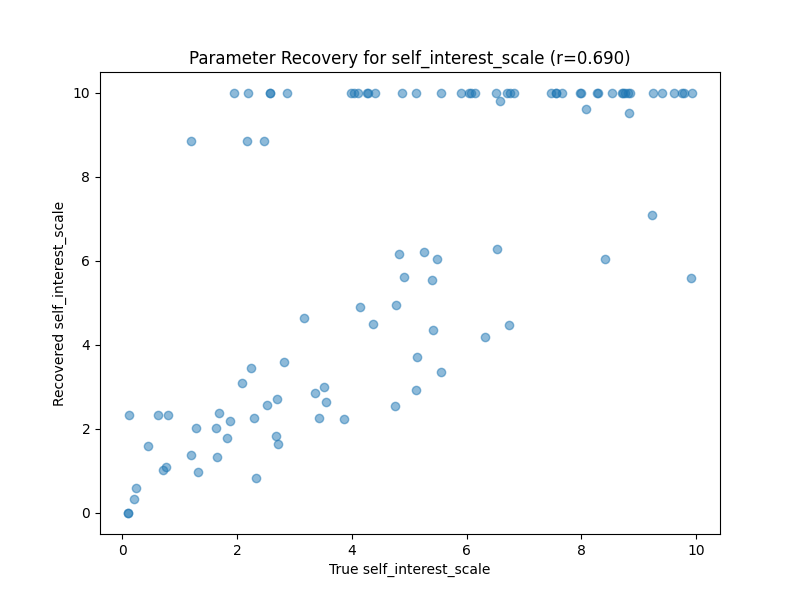 Parameter Recovery for self_interest_scale (r=0.690)
10
8
6
4
2
0
Recovered self_interest_scale
0 2 4 6 8 10
True self_interest_scale